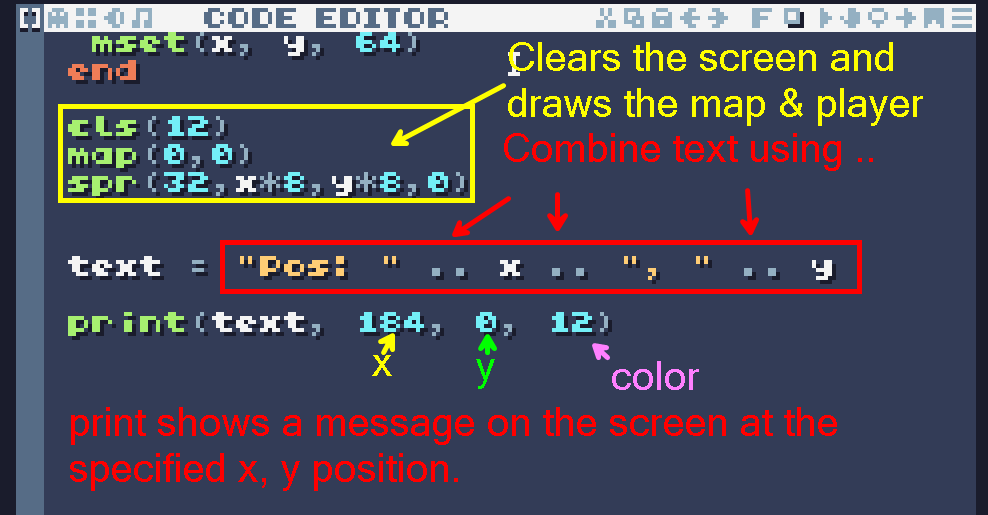 CODE EDITOR
mset(x, y, 64)
end
Clears the screen and
draws the map & player
cls(12)
map(0,0)
spr(32,x*8,y*8,0)
Combine text using ..
text = "Pos: " .. x .. ", " .. y
print(text, 184, 0, 12)
x
y
color
print shows a message on the screen at the
specified x, y position.